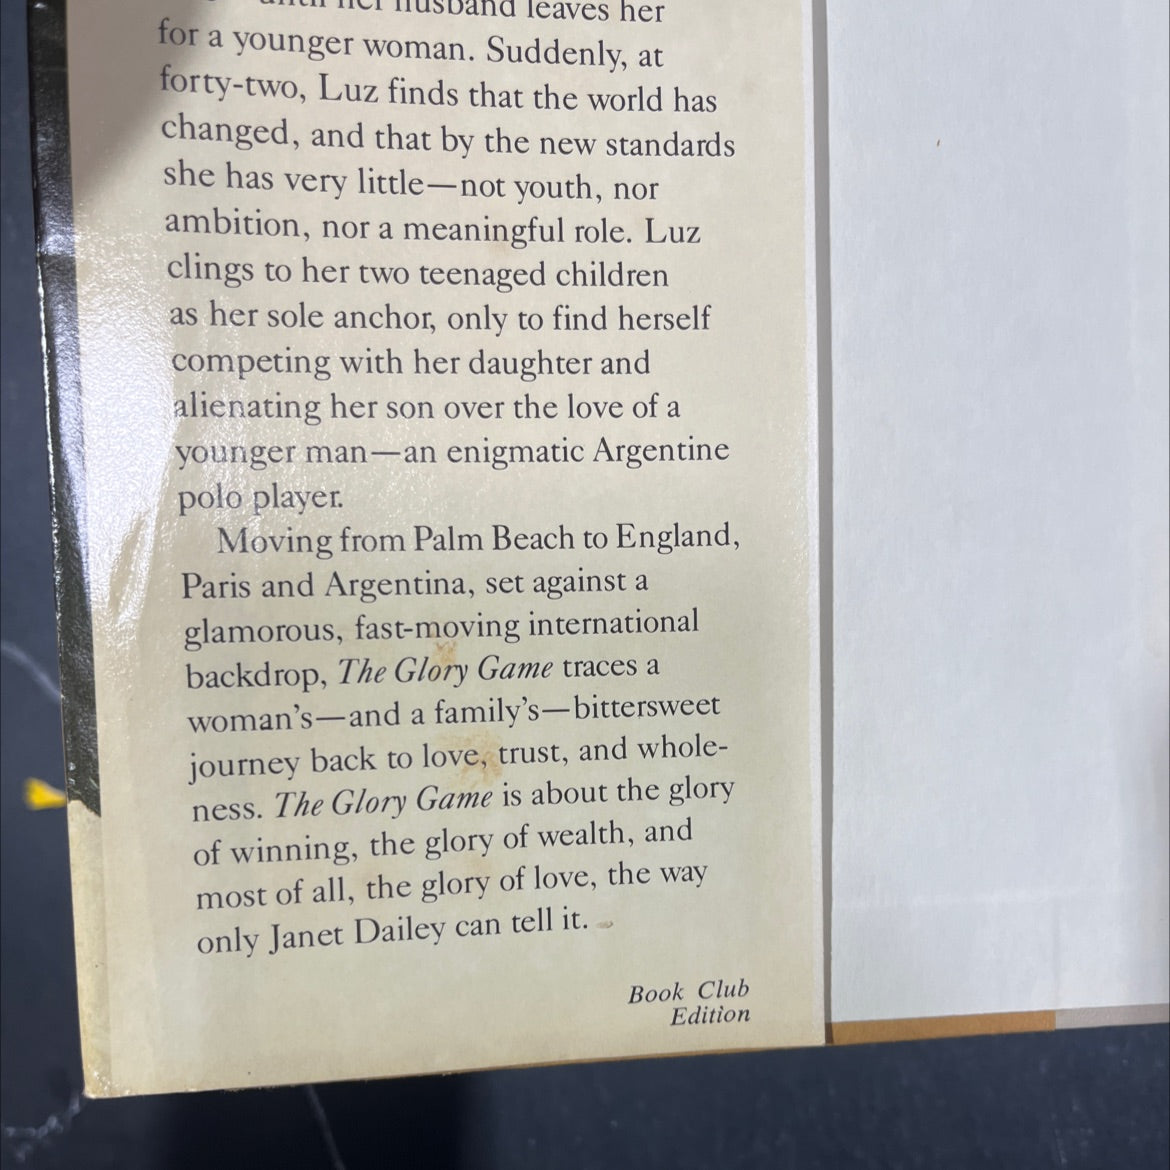 until her husband leaves her
for a younger woman. Suddenly, at
forty-two, Luz finds that the world has
changed, and that by the new standards
she has very little—not youth, nor
ambition, nor a meaningful role. Luz
clings to her two teenaged children
as her sole anchor, only to find herself
competing with her daughter and
alienating her son over the love of a
younger man—an enigmatic Argentine
polo player.
Moving from Palm Beach to England,
Paris and Argentina, set against a
glamorous, fast-moving international
backdrop, The Glory Game traces a
woman's—and a family's—bittersweet
journey back to love, trust, and whole-
ness. The Glory Game is about the glory
of winning, the glory of wealth, and
most of all, the glory of love, the way
only Janet Dailey can tell it.
Book Club
Edition